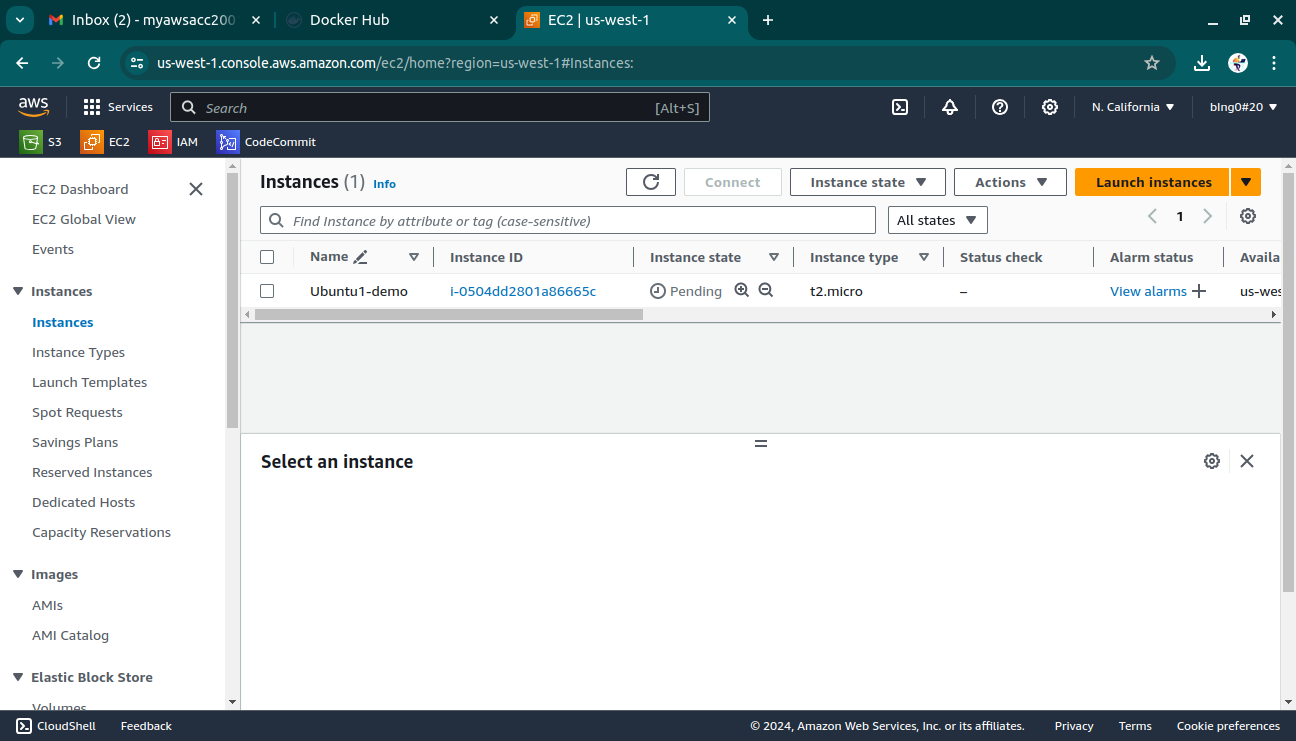 Inbox (2) - myawsacc200
Docker Hub
EC2 | us-west-1
us-west-1.console.aws.amazon.com/ec2/home?region=us-west-1#Instances:
aws
Services
Search
[Alt+S]
N. California
blng0#20
S3
EC2
IAM
CodeCommit
EC2 Dashboard
EC2 Global View
Events
Instances
Instances
Instance Types
Launch Templates
Spot Requests
Savings Plans
Reserved Instances
Dedicated Hosts
Capacity Reservations
Images
AMIs
AMI Catalog
Elastic Block Store
Volumes
Instances (1) Info
Connect
Instance state
Actions
Launch instances
Find Instance by attribute or tag (case-sensitive)
All states
1
Name
Instance ID
Instance state
Instance type
Status check
Alarm status
Availa
Ubuntu1-demo
i-0504dd2801a86665c
Pending
t2.micro
–
View alarms
us-wes
Select an instance
CloudShell
Feedback
© 2024, Amazon Web Services, Inc. or its affiliates.
Privacy
Terms
Cookie preferences